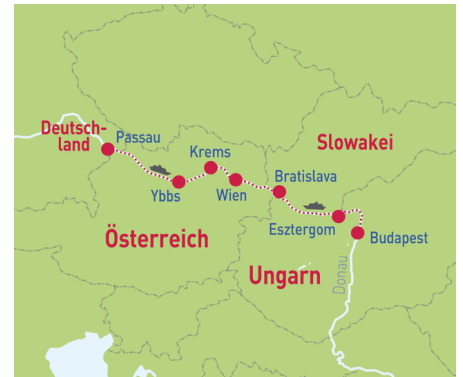 Deutsch-
land
Passau
Krems
Slowakei
Ybbs
Wien
Bratislava
Österreich
Esztergom
Budapest
Ungarn
Donau